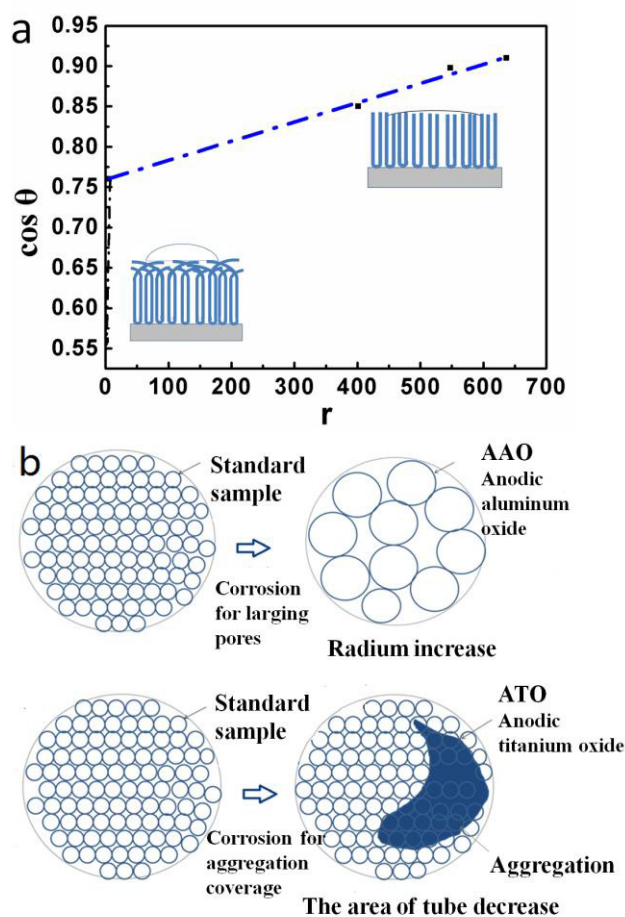 a
0.95
0.90
0.85
0.80
0.75
0.70
0.65
0.60
0.55
cos θ
0
100
200
300
400
500
600
700
r
b
Standard
sample
Corrosion
for larging
pores
AAO
Anodic
aluminum
oxide
Radium increase
Standard
sample
Corrosion for
aggregation
coverage
ATO
Anodic
titanium oxide
Aggregation
The area of tube decrease